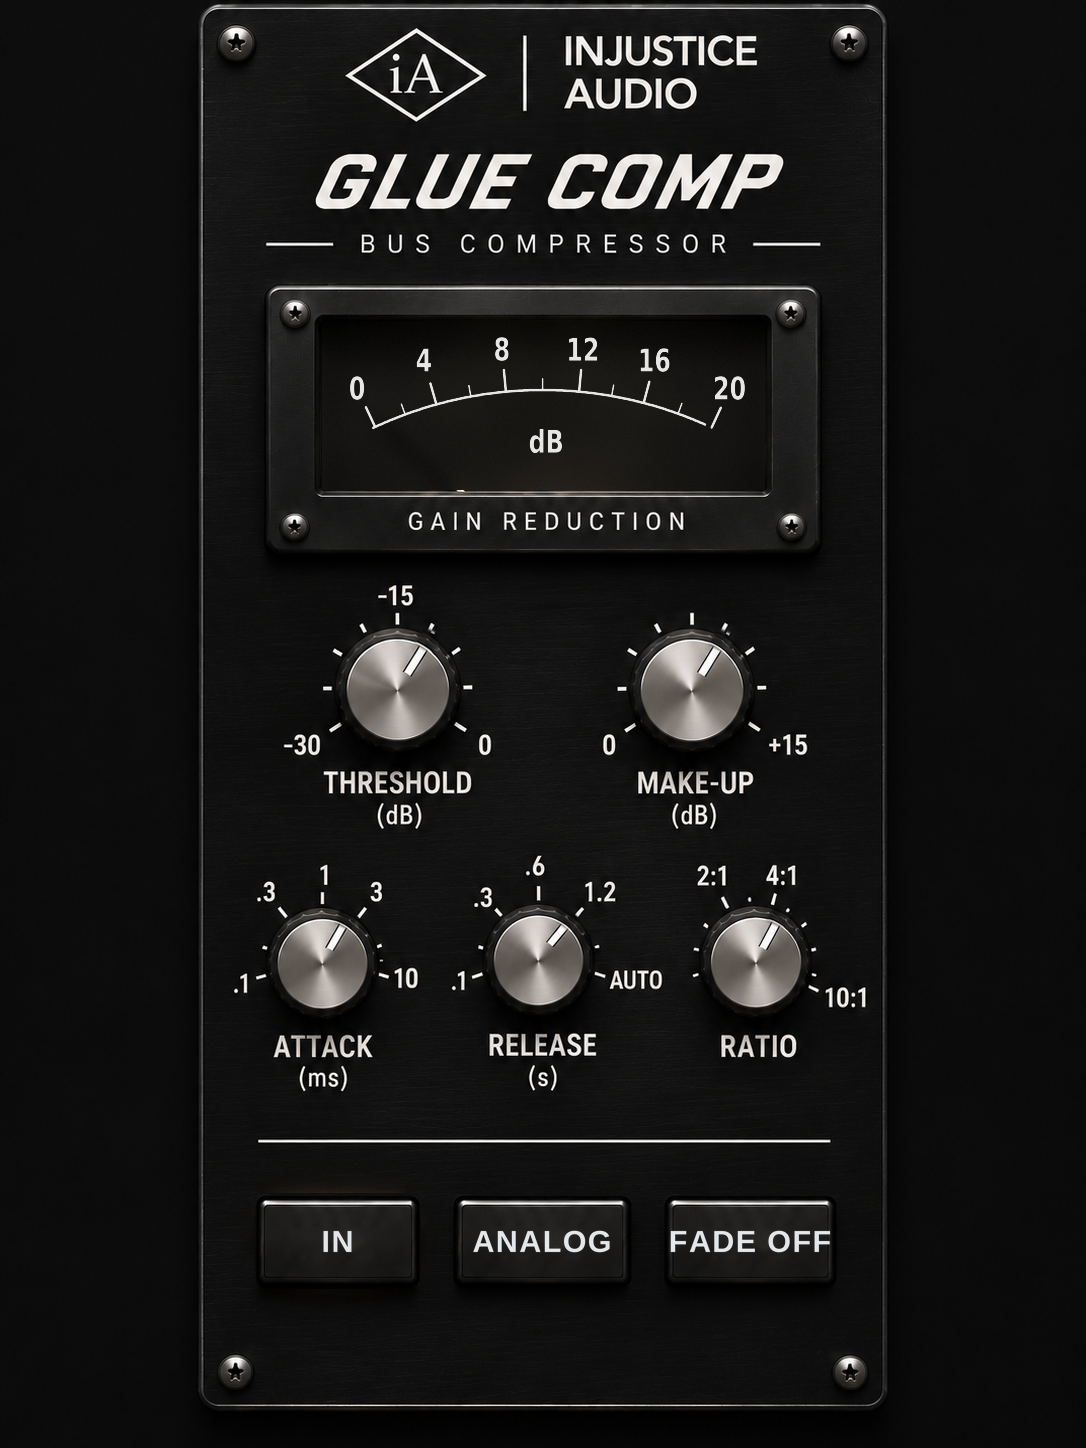 iA
INJUSTICE
AUDIO
GLUE COMP
BUS COMPRESSOR
0 4 8 12 16 20
dB
GAIN REDUCTION
-15
-30 0
0 +15
THRESHOLD MAKE-UP
(dB) (dB)
.3 1 3
.1 10
.3 .6 1.2
.1 AUTO
2:1 4:1
10:1
ATTACK RELEASE RATIO
(ms) (s)
IN ANALOG FADE OFF